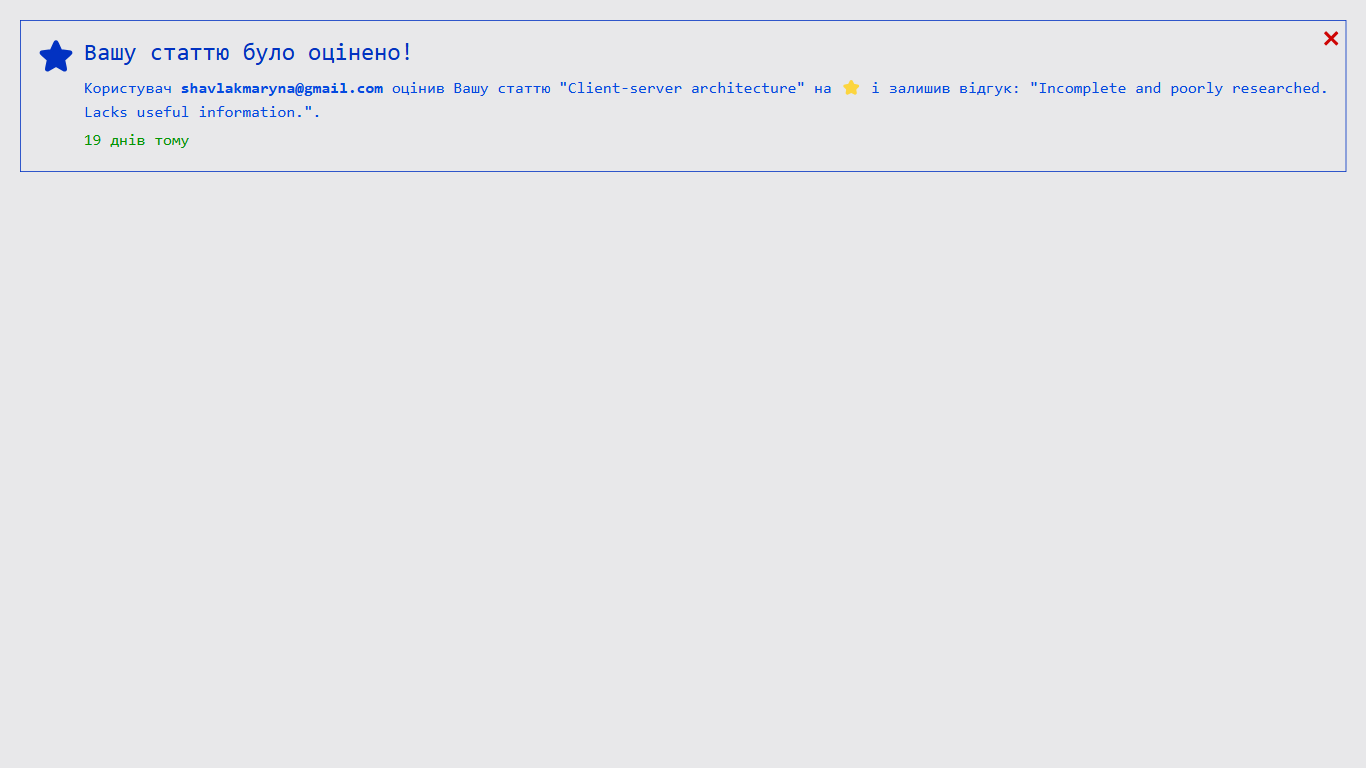 Вашу статтю було оцінено!
Користувач shavlakmaryna@gmail.com оцінив Вашу статтю "Client-server architecture" на ⭐ і залишив відгук: "Incomplete and poorly researched.
Lacks useful information.".
19 днів тому